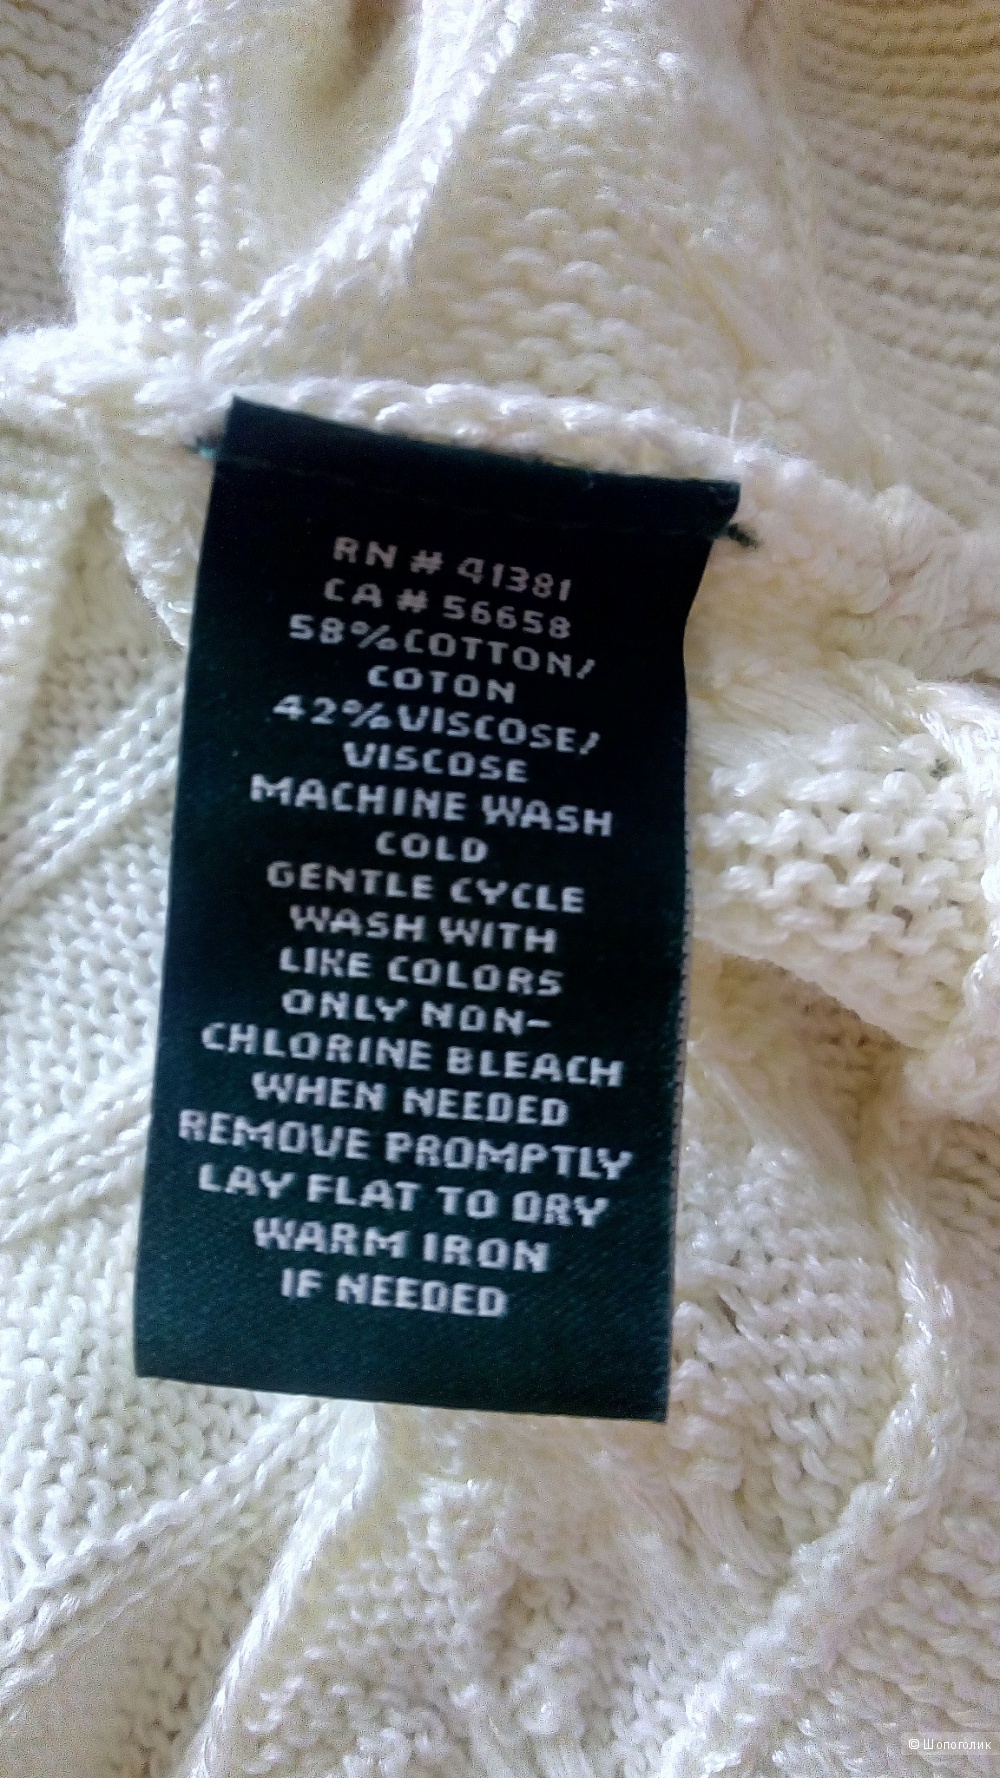 RN # 41381
CA # 56658
58%COTTON/
COTON
42%VISCOSE/
VISCOSE
MACHINE WASH
COLD
GENTLE CYCLE
WASH WITH
LIKE COLORS
ONLY NON-
CHLORINE BLEACH
WHEN NEEDED
REMOVE PROMPTLY
LAY FLAT TO DRY
WARM IRON
IF NEEDED
© Шопоголик